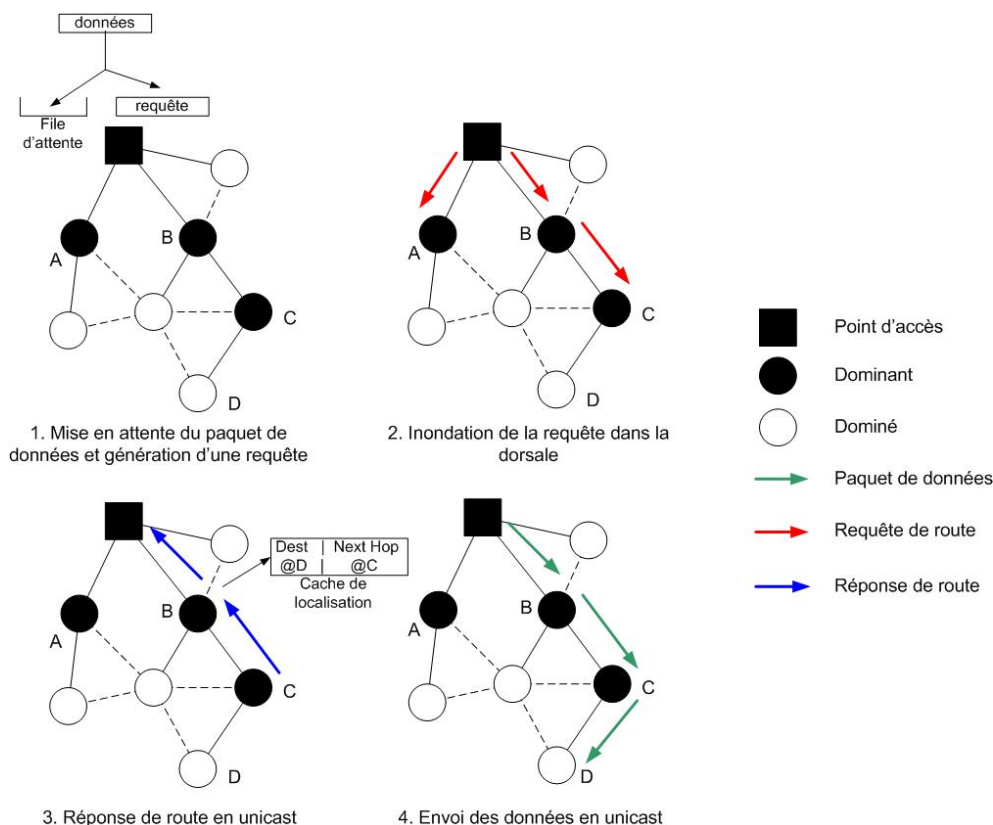 données
File
d'attente
requête
A
B
C
D
1. Mise en attente du paquet de
données et génération d'une requête
A
B
C
D
2. Inondation de la requête dans la
dorsale
Point d'accès
Dominant
Dominé
Paquet de données
Requête de route
Réponse de route
Dest | Next Hop
@D | @C
Cache de
localisation
A
B
C
D
3. Réponse de route en unicast
A
B
C
D
4. Envoi des données en unicast